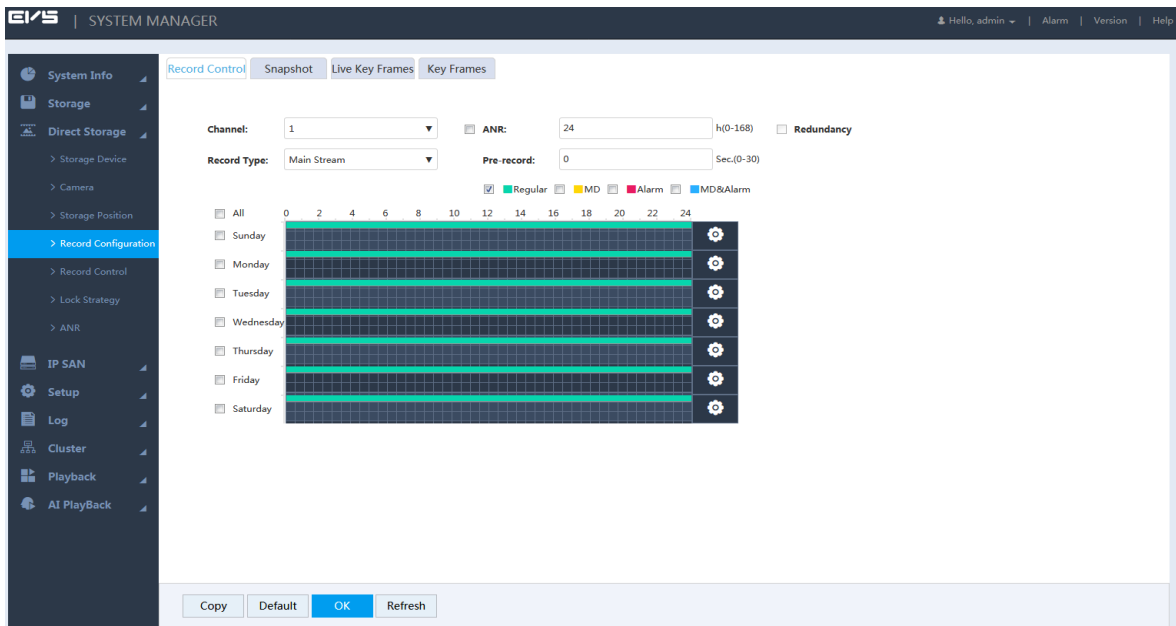 EVS | SYSTEM MANAGER
Hello, admin | Alarm | Version | Help
System Info
Storage
Direct Storage
> Storage Device
> Camera
> Storage Position
> Record Configuration
> Record Control
> Lock Strategy
> ANR
IP SAN
Setup
Log
Cluster
Playback
AI PlayBack
Record Control Snapshot Live Key Frames Key Frames
Channel: 1 ANR: 24 h(0-168) Redundancy
Record Type: Main Stream Pre-record: 0 Sec.(0-30)
Regular MD Alarm MD&Alarm
All 0 2 4 6 8 10 12 14 16 18 20 22 24
Sunday
Monday
Tuesday
Wednesday
Thursday
Friday
Saturday
Copy Default OK Refresh